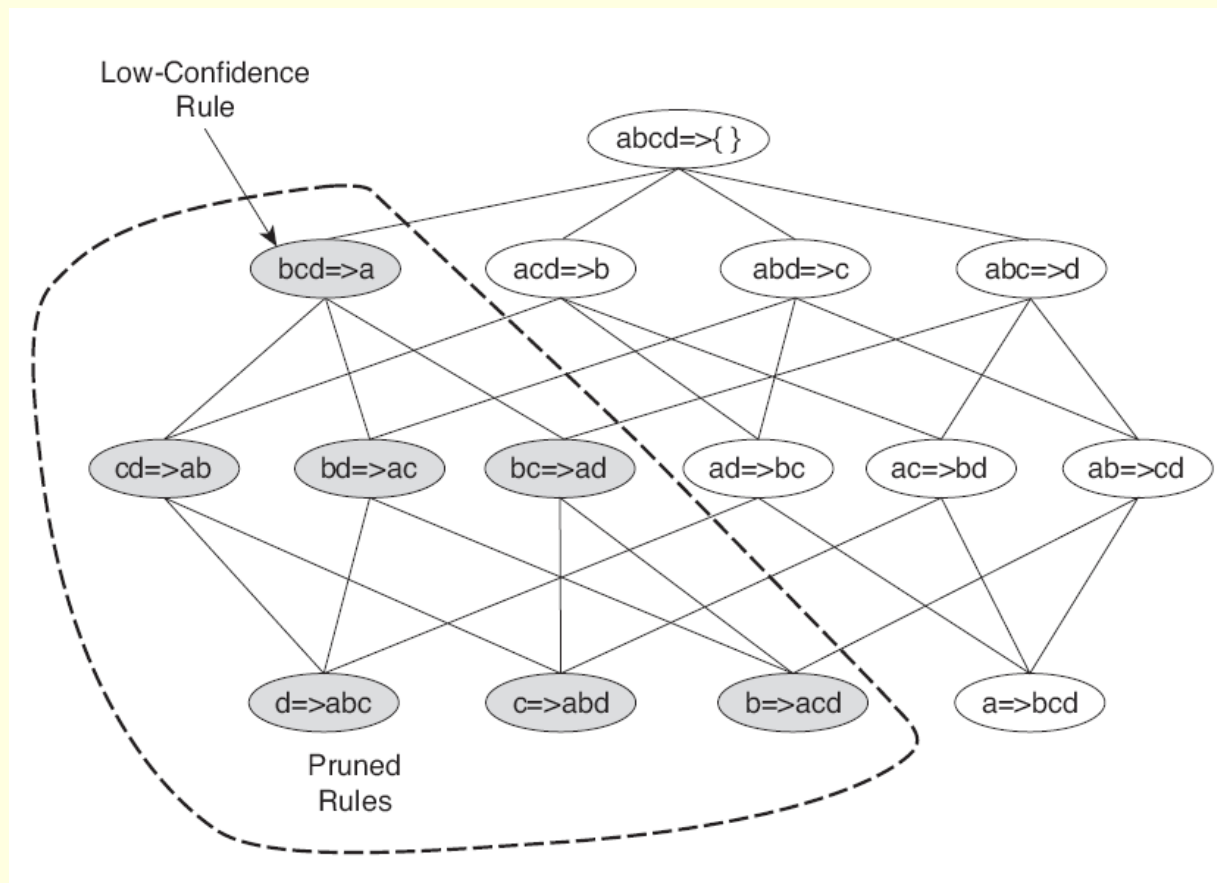 Low-Confidence
Rule
abcd=>{ }
bcd=>a
acd=>b
abd=>c
abc=>d
cd=>ab
bd=>ac
bc=>ad
ad=>bc
ac=>bd
ab=>cd
d=>abc
c=>abd
b=>acd
a=>bcd
Pruned
Rules